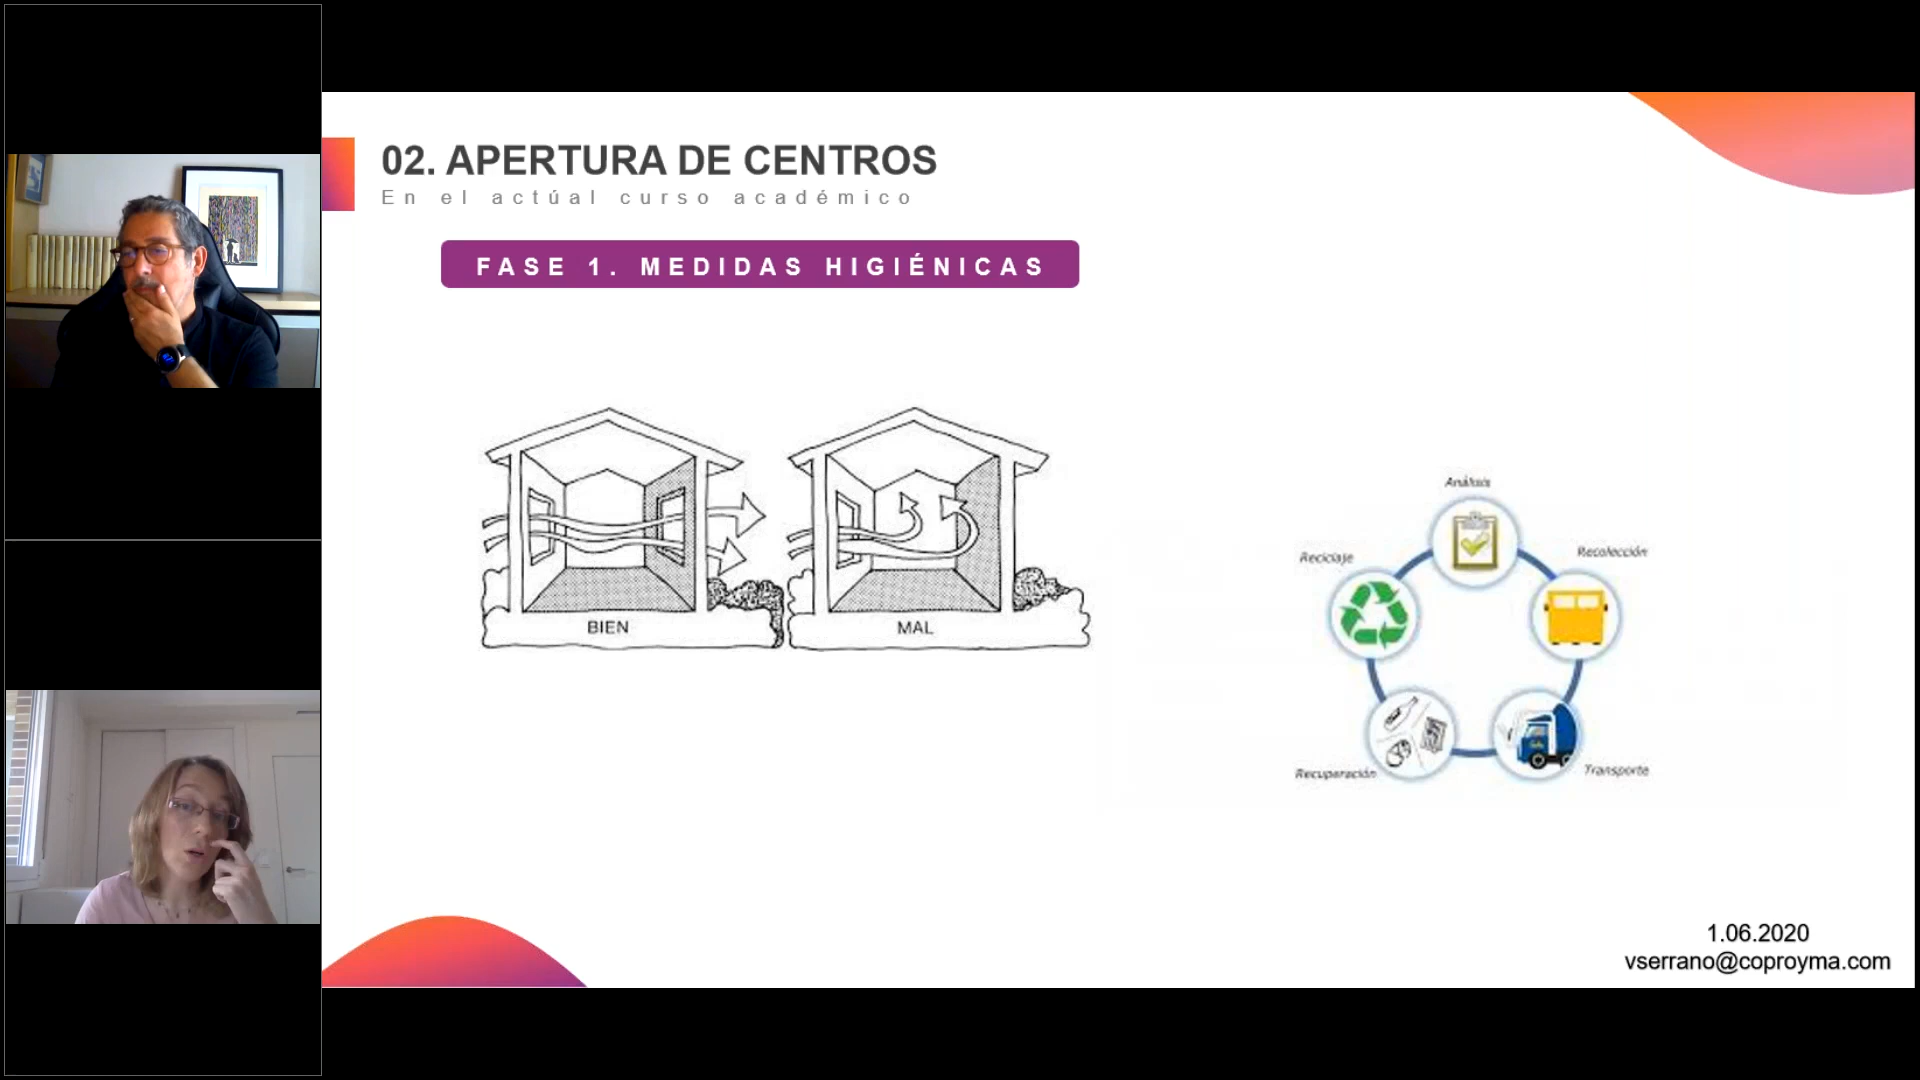 02. APERTURA DE CENTROS
En el actúal curso académico
FASE 1. MEDIDAS HIGIÉNICAS
BIEN
MAL
Análisis
Reciclaje
Recolección
Recuperación
Transporte
1.06.2020
vserrano@coproyma.com